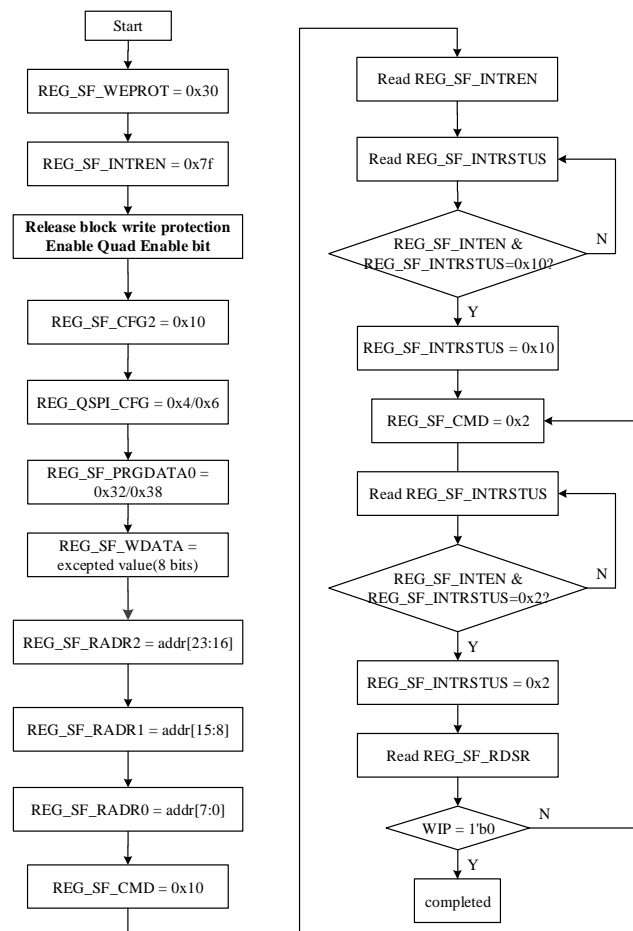 Start
REG_SF_WEPROT = 0x30
REG_SF_INTREN = 0x7f
Release block write protection
Enable Quad Enable bit
REG_SF_CFG2 = 0x10
REG_QSPI_CFG = 0x4/0x6
REG_SF_PRGDATA0 =
0x32/0x38
REG_SF_WDATA =
excepted value(8 bits)
REG_SF_RADR2 = addr[23:16]
REG_SF_RADR1 = addr[15:8]
REG_SF_RADR0 = addr[7:0]
REG_SF_CMD = 0x10
Read REG_SF_INTREN
Read REG_SF_INTRSTUS
REG_SF_INTEN &
REG_SF_INTRSTUS=0x10?
N
Y
REG_SF_INTRSTUS = 0x10
REG_SF_CMD = 0x2
Read REG_SF_INTRSTUS
REG_SF_INTEN &
REG_SF_INTRSTUS=0x2?
N
Y
REG_SF_INTRSTUS = 0x2
Read REG_SF_RDSR
WIP = 1'b0
N
Y
completed